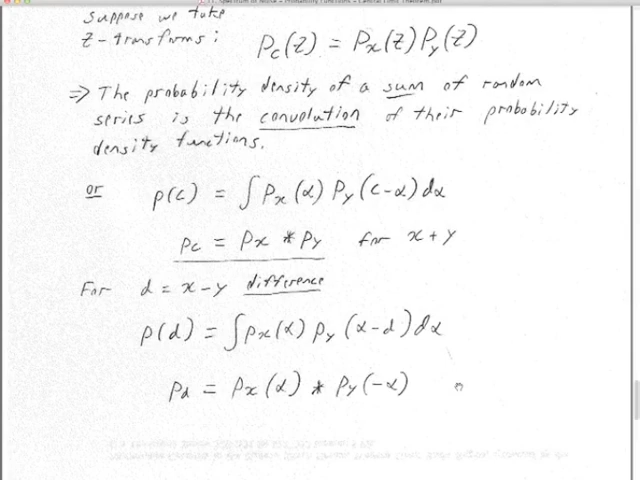 Suppose we take
Z-transforms: Pc(Z) = Px(Z)Py(Z)
⇒ The probability density of a sum of random
series is the convolution of their probability
density functions.
or p(c) = ∫ Px(α) Py(c-α)dα
Pc = Px * Py for x+y
For d = x-y difference
p(d) = ∫Px(α) Py(α-d)dα
Pd = Px(α) * Py(-α)